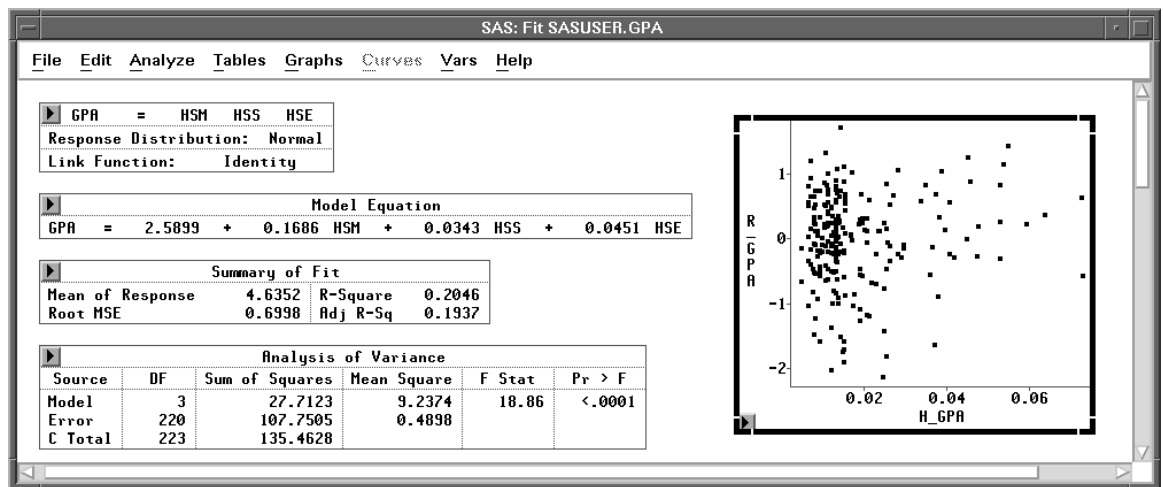 SAS: Fit SASUSER.GPA
File Edit Analyze Tables Graphs Curves Vars Help
GPA = HSM HSS HSE
Response Distribution: Normal
Link Function: Identity
Model Equation
GPA = 2.5899 + 0.1686 HSM + 0.0343 HSS + 0.0451 HSE
Summary of Fit
Mean of Response 4.6352 R-Square 0.2046
Root MSE 0.6998 Adj R-Sq 0.1937
Analysis of Variance
Source DF Sum of Squares Mean Square F Stat Pr > F
Model 3 27.7123 9.2374 18.86 <.0001
Error 220 107.7505 0.4898
C Total 223 135.4628
R_GPA
1
0
-1
-2
0.02 0.04 0.06
H_GPA